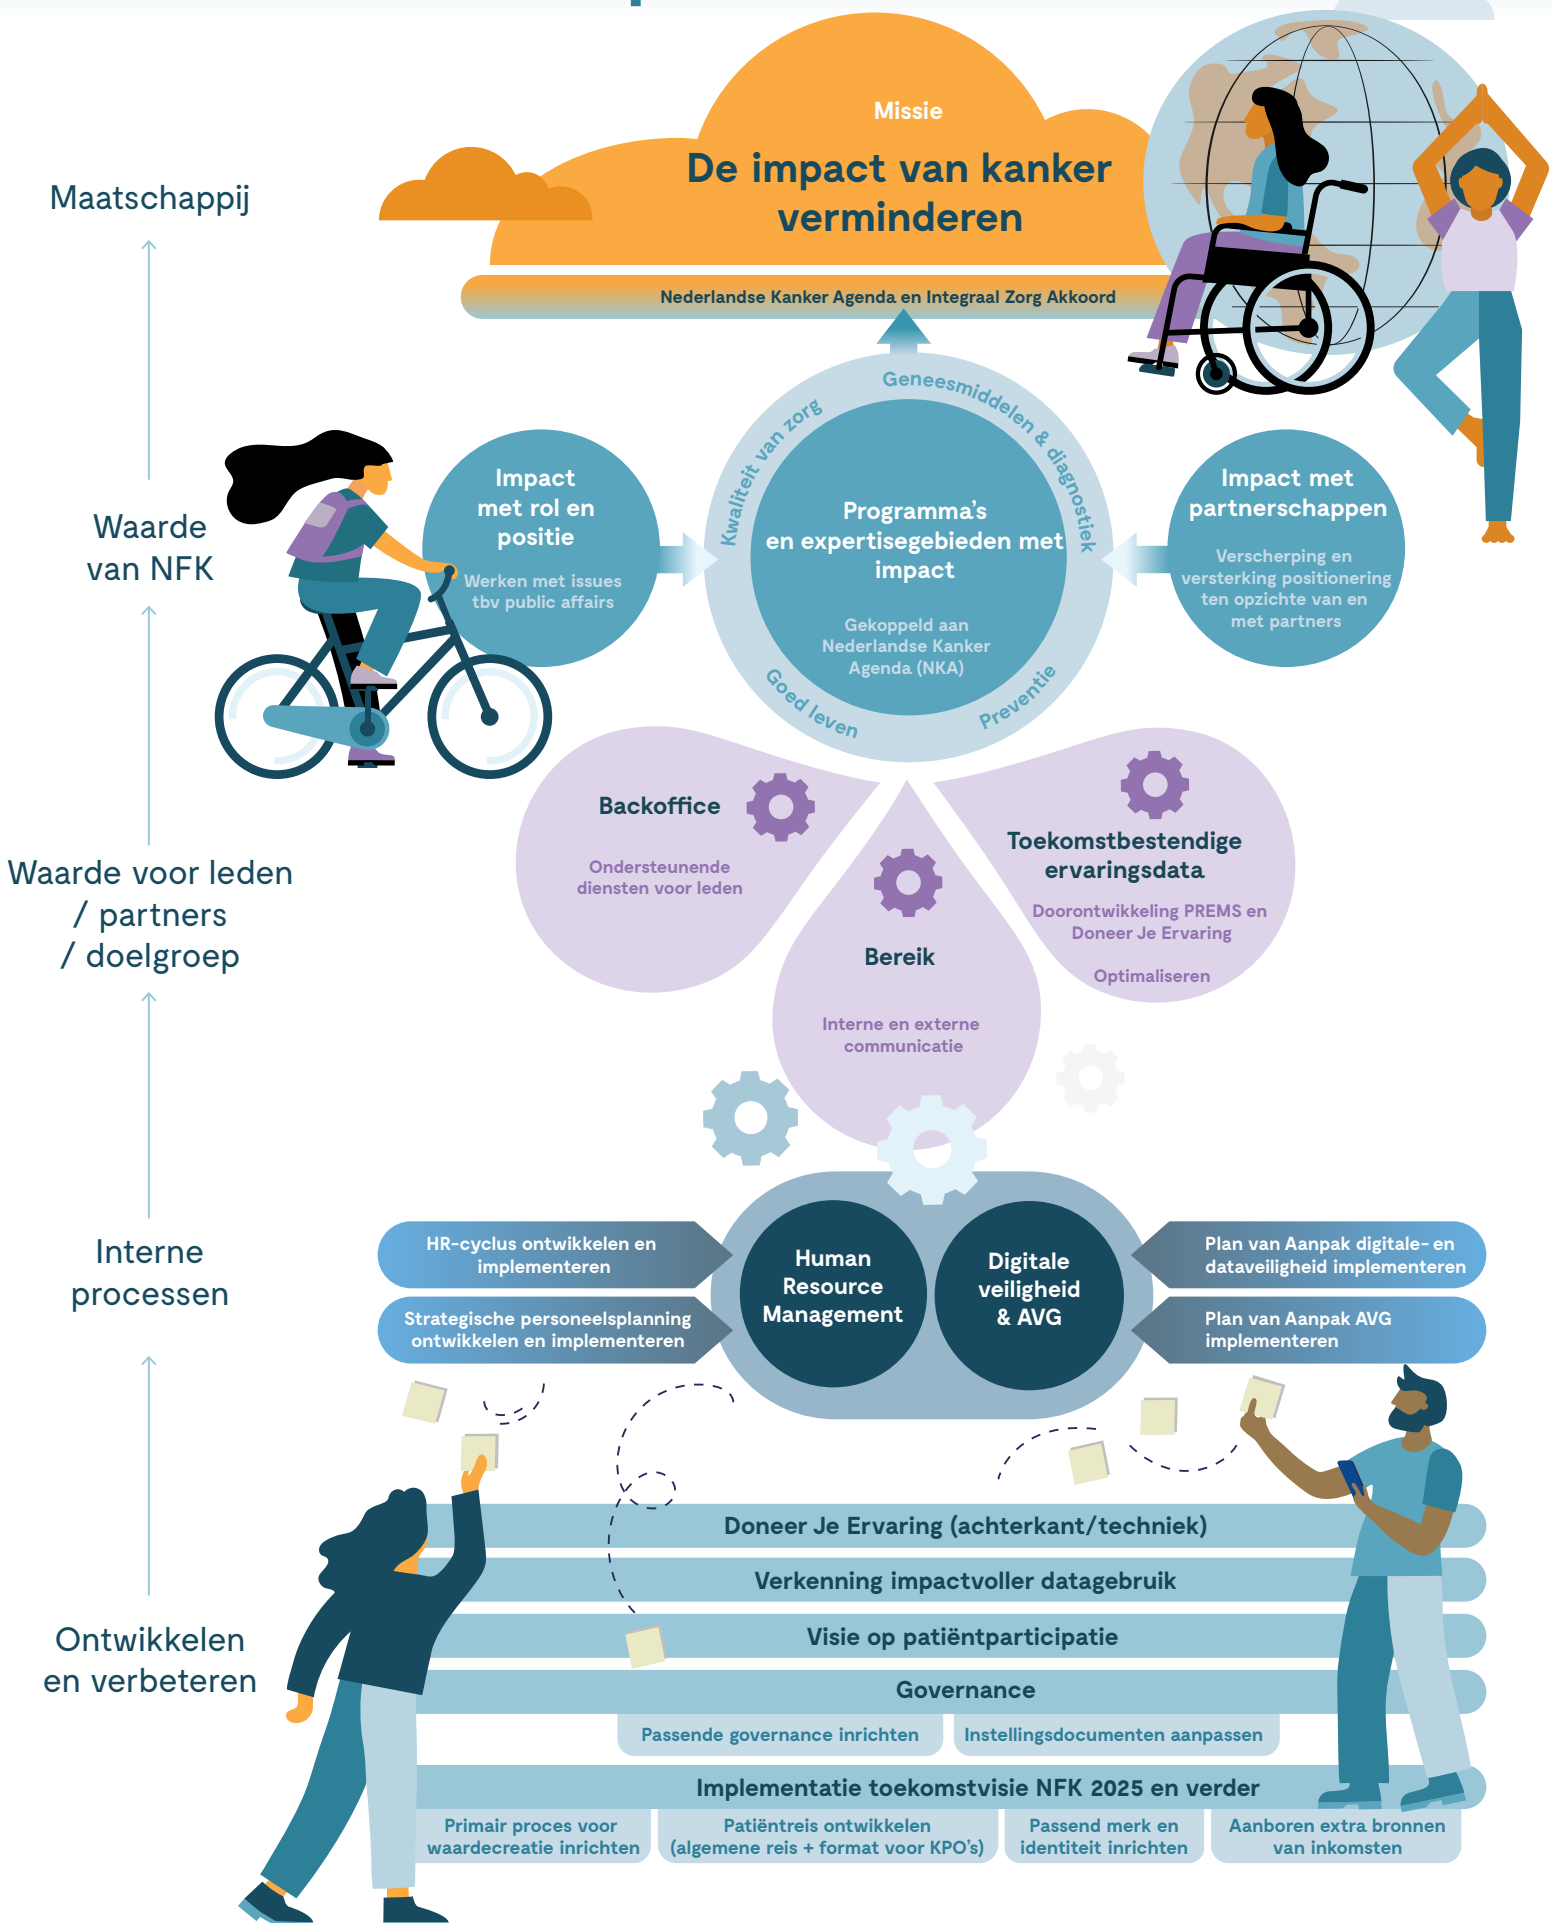 Missie
De impact van kanker
verminderen
Maatschappij
Nederlandse Kanker Agenda en Integraal Zorg Akkoord
Waarde
van NFK
Impact
met rol en
positie
Werken met issues
tbv public affairs
Kwaliteit van zorg
Geneesmiddelen & diagnostiek
Goed leven
Preventie
Programma's
en expertisegebieden met
impact
Gekoppeld aan
Nederlandse Kanker
Agenda (NKA)
Impact met
partnerschappen
Verscherping en
versterking positionering
ten opzichte van en
met partners
Waarde voor leden
/ partners
/ doelgroep
Backoffice
Ondersteunende
diensten voor leden
Bereik
Interne en externe
communicatie
Toekomstbestendige
ervaringsdata
Doorontwikkeling PREMS en
Doneer Je Ervaring
Optimaliseren
Interne
processen
HR-cyclus ontwikkelen en
implementeren
Strategische personeelsplanning
ontwikkelen en implementeren
Human
Resource
Management
Digitale
veiligheid
& AVG
Plan van Aanpak digitale- en
dataveiligheid implementeren
Plan van Aanpak AVG
implementeren
Ontwikkelen
en verbeteren
Doneer Je Ervaring (achterkant/techniek)
Verkenning impactvoller datagebruik
Visie op patiëntparticipatie
Governance
Passende governance inrichten
Instellingsdocumenten aanpassen
Implementatie toekomstvisie NFK 2025 en verder
Primair proces voor
waardecreatie inrichten
Patiëntreis ontwikkelen
(algemene reis + format voor KPO's)
Passend merk en
identiteit inrichten
Aanboren extra bronnen
van inkomsten